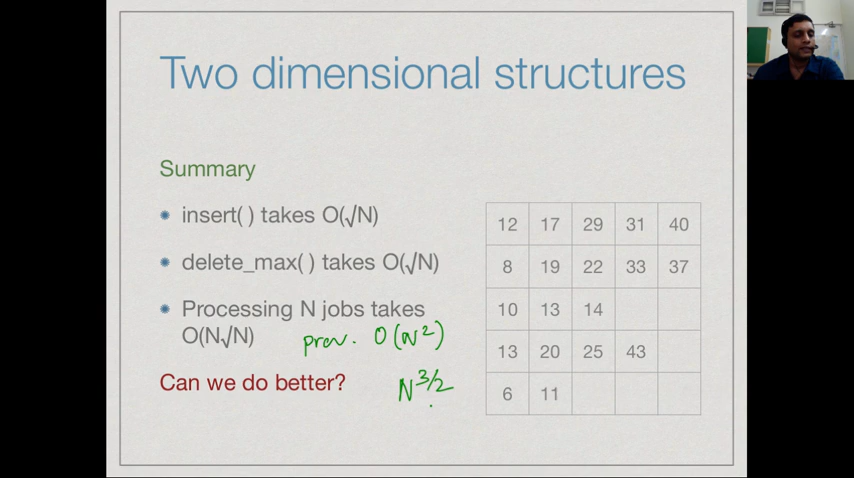 Two dimensional structures
Summary
insert( ) takes O(√N)
delete_max( ) takes O(√N)
Processing N jobs takes
O(N√N)
prev. O(N²)
Can we do better?
N^3/2
12 17 29 31 40
8 19 22 33 37
10 13 14
13 20 25 43
6 11